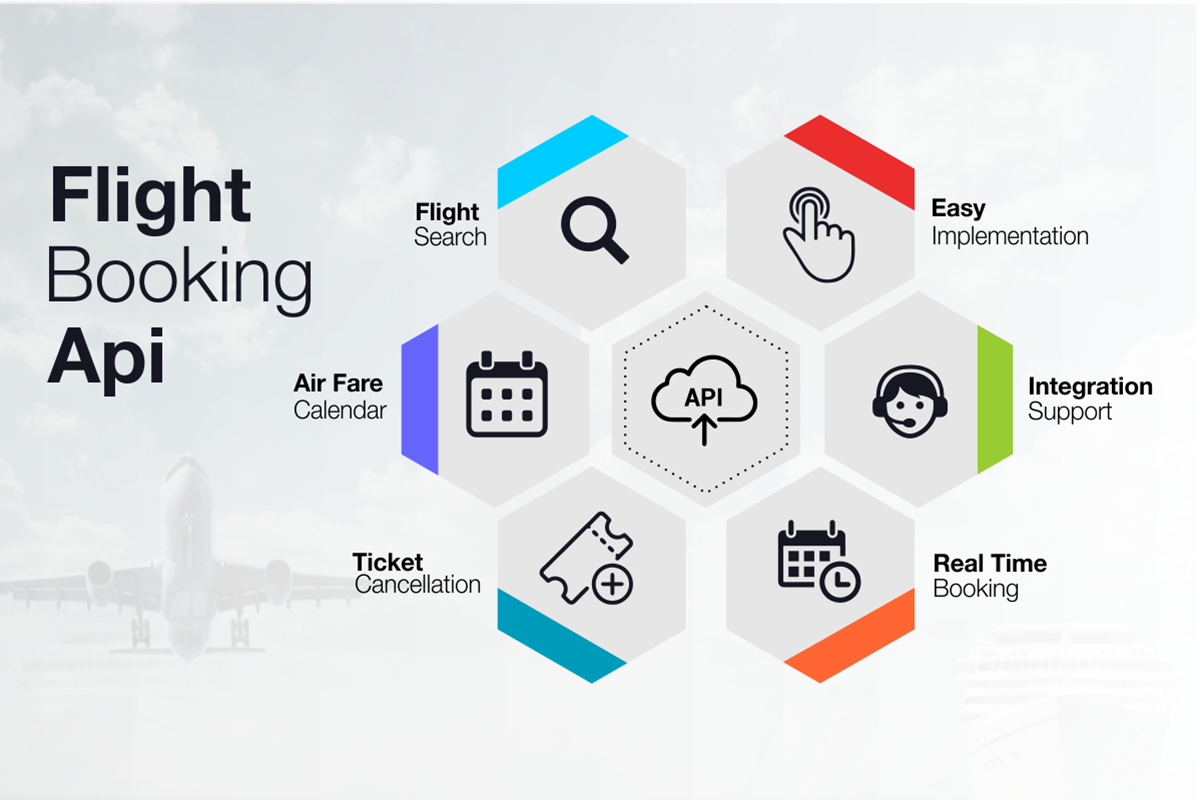 Flight
Booking
Api
Flight
Search
Easy
Implementation
Air Fare
Calendar
API
Integration
Support
Ticket
Cancellation
Real Time
Booking